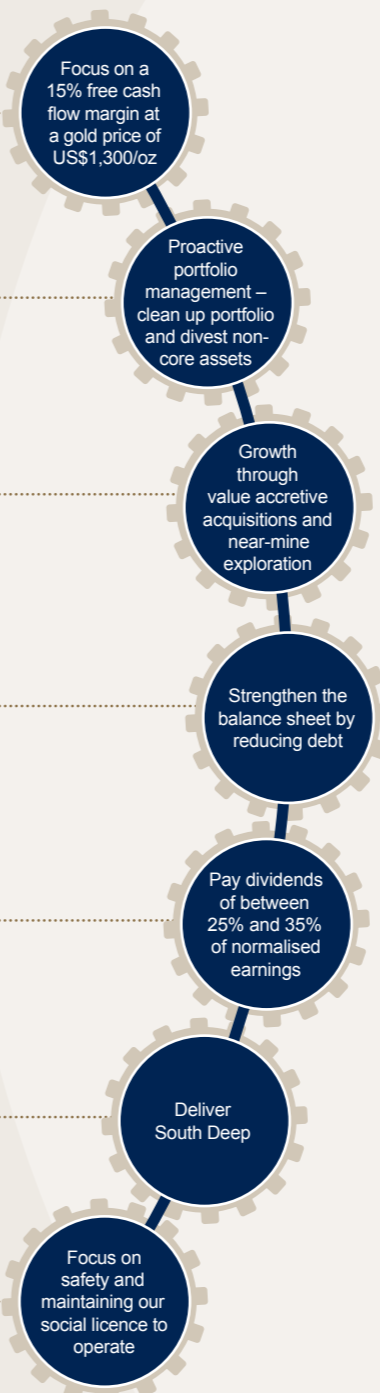 Focus on a
15% free cash
flow margin at
a gold price of
US$1,300/oz
Proactive
portfolio
management –
clean up portfolio
and divest non-
core assets
Growth
through
value accretive
acquisitions and
near-mine
exploration
Strengthen the
balance sheet by
reducing debt
Pay dividends
of between
25% and 35%
of normalised
earnings
Deliver
South Deep
Focus on
safety and
maintaining our
social licence to
operate